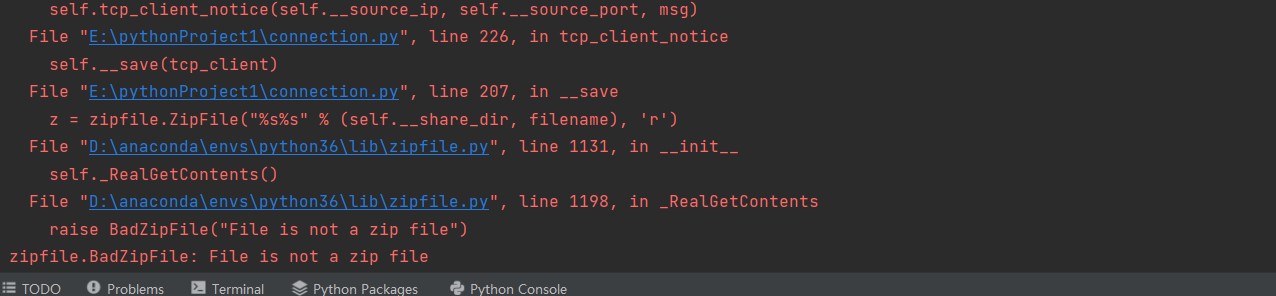 self.tcp_client_notice(self.__source_ip, self.__source_port, msg)
File "E:\pythonProject1\connection.py", line 226, in tcp_client_notice
self.__save(tcp_client)
File "E:\pythonProject1\connection.py", line 207, in __save
z = zipfile.ZipFile("%s%s" % (self.__share_dir, filename), 'r')
File "D:\anaconda\envs\python36\lib\zipfile.py", line 1131, in __init__
self._RealGetContents()
File "D:\anaconda\envs\python36\lib\zipfile.py", line 1198, in _RealGetContents
raise BadZipFile("File is not a zip file")
zipfile.BadZipFile: File is not a zip file
TODO Problems Terminal Python Packages Python Console